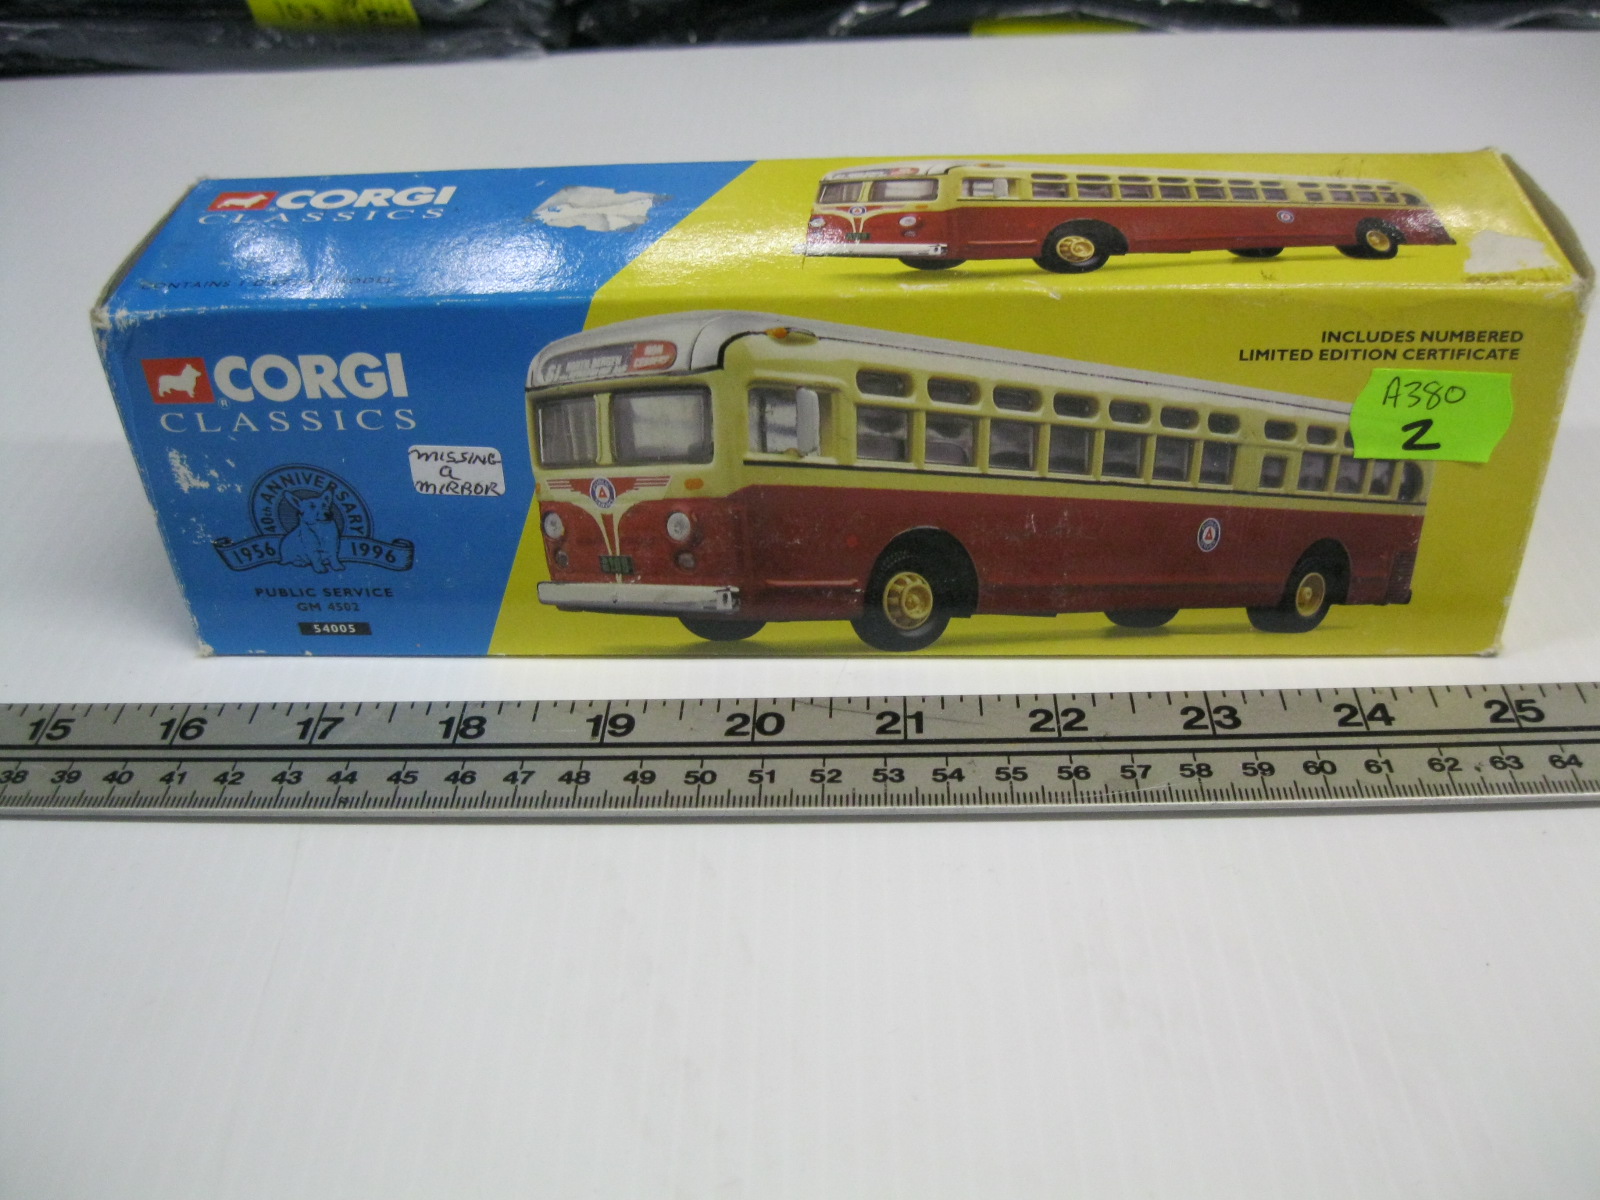 CORGI
CLASSICS
CONTAINS 1 DIECAST MODEL
CORGI
CLASSICS
40th ANNIVERSARY
1956 1996
PUBLIC SERVICE
GM 4502
54005
MISSING
a
MIRROR
INCLUDES NUMBERED
LIMITED EDITION CERTIFICATE
A380
2
15 16 17 18 19 20 21 22 23 24 25
38 39 40 41 42 43 44 45 46 47 48 49 50 51 52 53 54 55 56 57 58 59 60 61 62 63 64